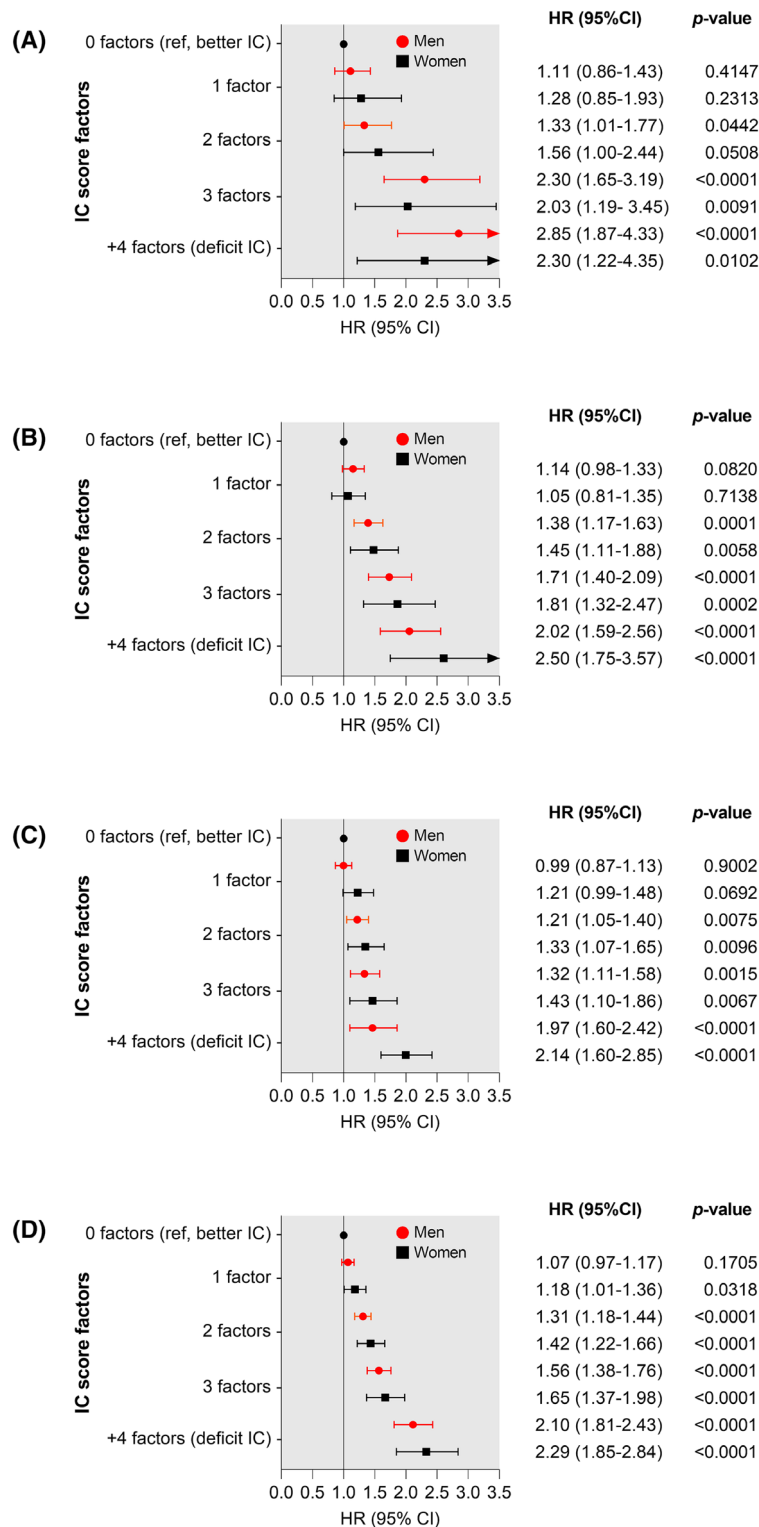 HR (95%CI) p-value
(A)
0 factors (ref, better IC)
Men
Women
1.11 (0.86-1.43) 0.4147
1 factor
1.28 (0.85-1.93) 0.2313
1.33 (1.01-1.77) 0.0442
2 factors
1.56 (1.00-2.44) 0.0508
2.30 (1.65-3.19) <0.0001
3 factors
2.03 (1.19- 3.45) 0.0091
2.85 (1.87-4.33) <0.0001
+4 factors (deficit IC)
2.30 (1.22-4.35) 0.0102
IC score factors
0.0 0.5 1.0 1.5 2.0 2.5 3.0 3.5
HR (95% CI)
HR (95%CI) p-value
(B)
0 factors (ref, better IC)
Men
Women
1.14 (0.98-1.33) 0.0820
1 factor
1.05 (0.81-1.35) 0.7138
1.38 (1.17-1.63) 0.0001
2 factors
1.45 (1.11-1.88) 0.0058
1.71 (1.40-2.09) <0.0001
3 factors
1.81 (1.32-2.47) 0.0002
2.02 (1.59-2.56) <0.0001
+4 factors (deficit IC)
2.50 (1.75-3.57) <0.0001
IC score factors
0.0 0.5 1.0 1.5 2.0 2.5 3.0 3.5
HR (95% CI)
HR (95%CI) p-value
(C)
0 factors (ref, better IC)
Men
Women
0.99 (0.87-1.13) 0.9002
1 factor
1.21 (0.99-1.48) 0.0692
1.21 (1.05-1.40) 0.0075
2 factors
1.33 (1.07-1.65) 0.0096
1.32 (1.11-1.58) 0.0015
3 factors
1.43 (1.10-1.86) 0.0067
1.97 (1.60-2.42) <0.0001
+4 factors (deficit IC)
2.14 (1.60-2.85) <0.0001
IC score factors
0.0 0.5 1.0 1.5 2.0 2.5 3.0 3.5
HR (95% CI)
HR (95%CI) p-value
(D)
0 factors (ref, better IC)
Men
Women
1.07 (0.97-1.17) 0.1705
1 factor
1.18 (1.01-1.36) 0.0318
1.31 (1.18-1.44) <0.0001
2 factors
1.42 (1.22-1.66) <0.0001
1.56 (1.38-1.76) <0.0001
3 factors
1.65 (1.37-1.98) <0.0001
2.10 (1.81-2.43) <0.0001
+4 factors (deficit IC)
2.29 (1.85-2.84) <0.0001
IC score factors
0.0 0.5 1.0 1.5 2.0 2.5 3.0 3.5
HR (95% CI)